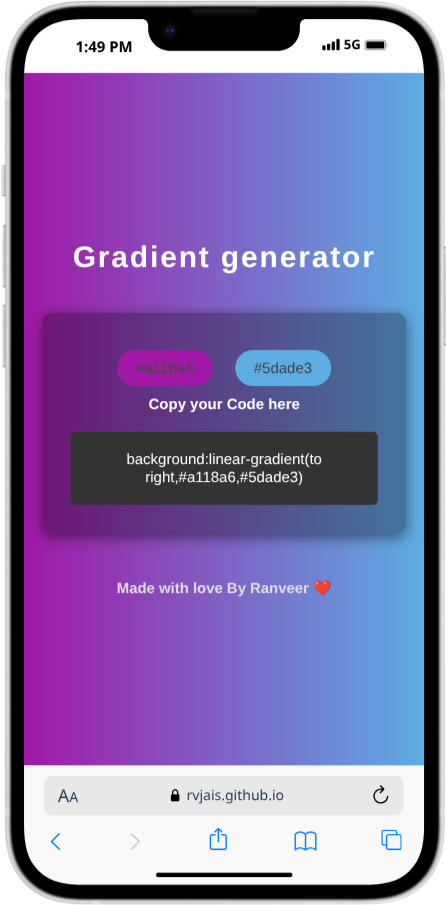 1:49 PM 5G
Gradient generator
#a118a6 #5dade3
Copy your Code here
background:linear-gradient(to
right,#a118a6,#5dade3)
Made with love By Ranveer ❤️
AA rvjais.github.io